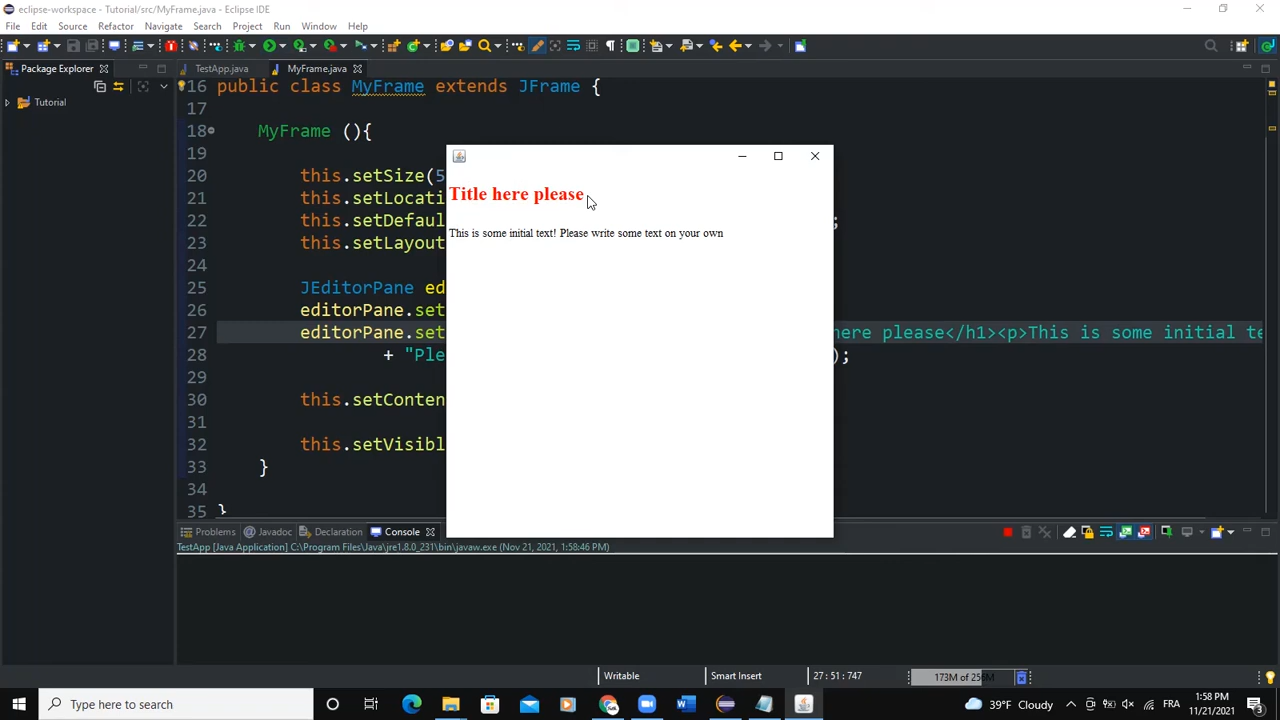 eclipse-workspace - Tutorial/src/MyFrame.java - Eclipse IDE
File Edit Source Refactor Navigate Search Project Run Window Help
Package Explorer
TestApp.java
MyFrame.java
Tutorial
16 public class MyFrame extends JFrame {
17
18 MyFrame (){
19
20 this.setSize(5
21 this.setLocati
22 this.setDefaul ;
23 this.setLayout
24
25 JEditorPane ed
26 editorPane.set
27 editorPane.set here please</h1><p>This is some initial te
28 + "Ple );
29
30 this.setConten
31
32 this.setVisibl
33 }
34
35 }
Title here please
This is some initial text! Please write some text on your own
Problems @ Javadoc Declaration Console
TestApp [Java Application] C:\Program Files\Java\jre1.8.0_231\bin\javaw.exe (Nov 21, 2021, 1:58:46 PM)
Writable Smart Insert 27 : 51 : 747 173M of 256M
Type here to search
39°F Cloudy FRA 1:58 PM
11/21/2021
3